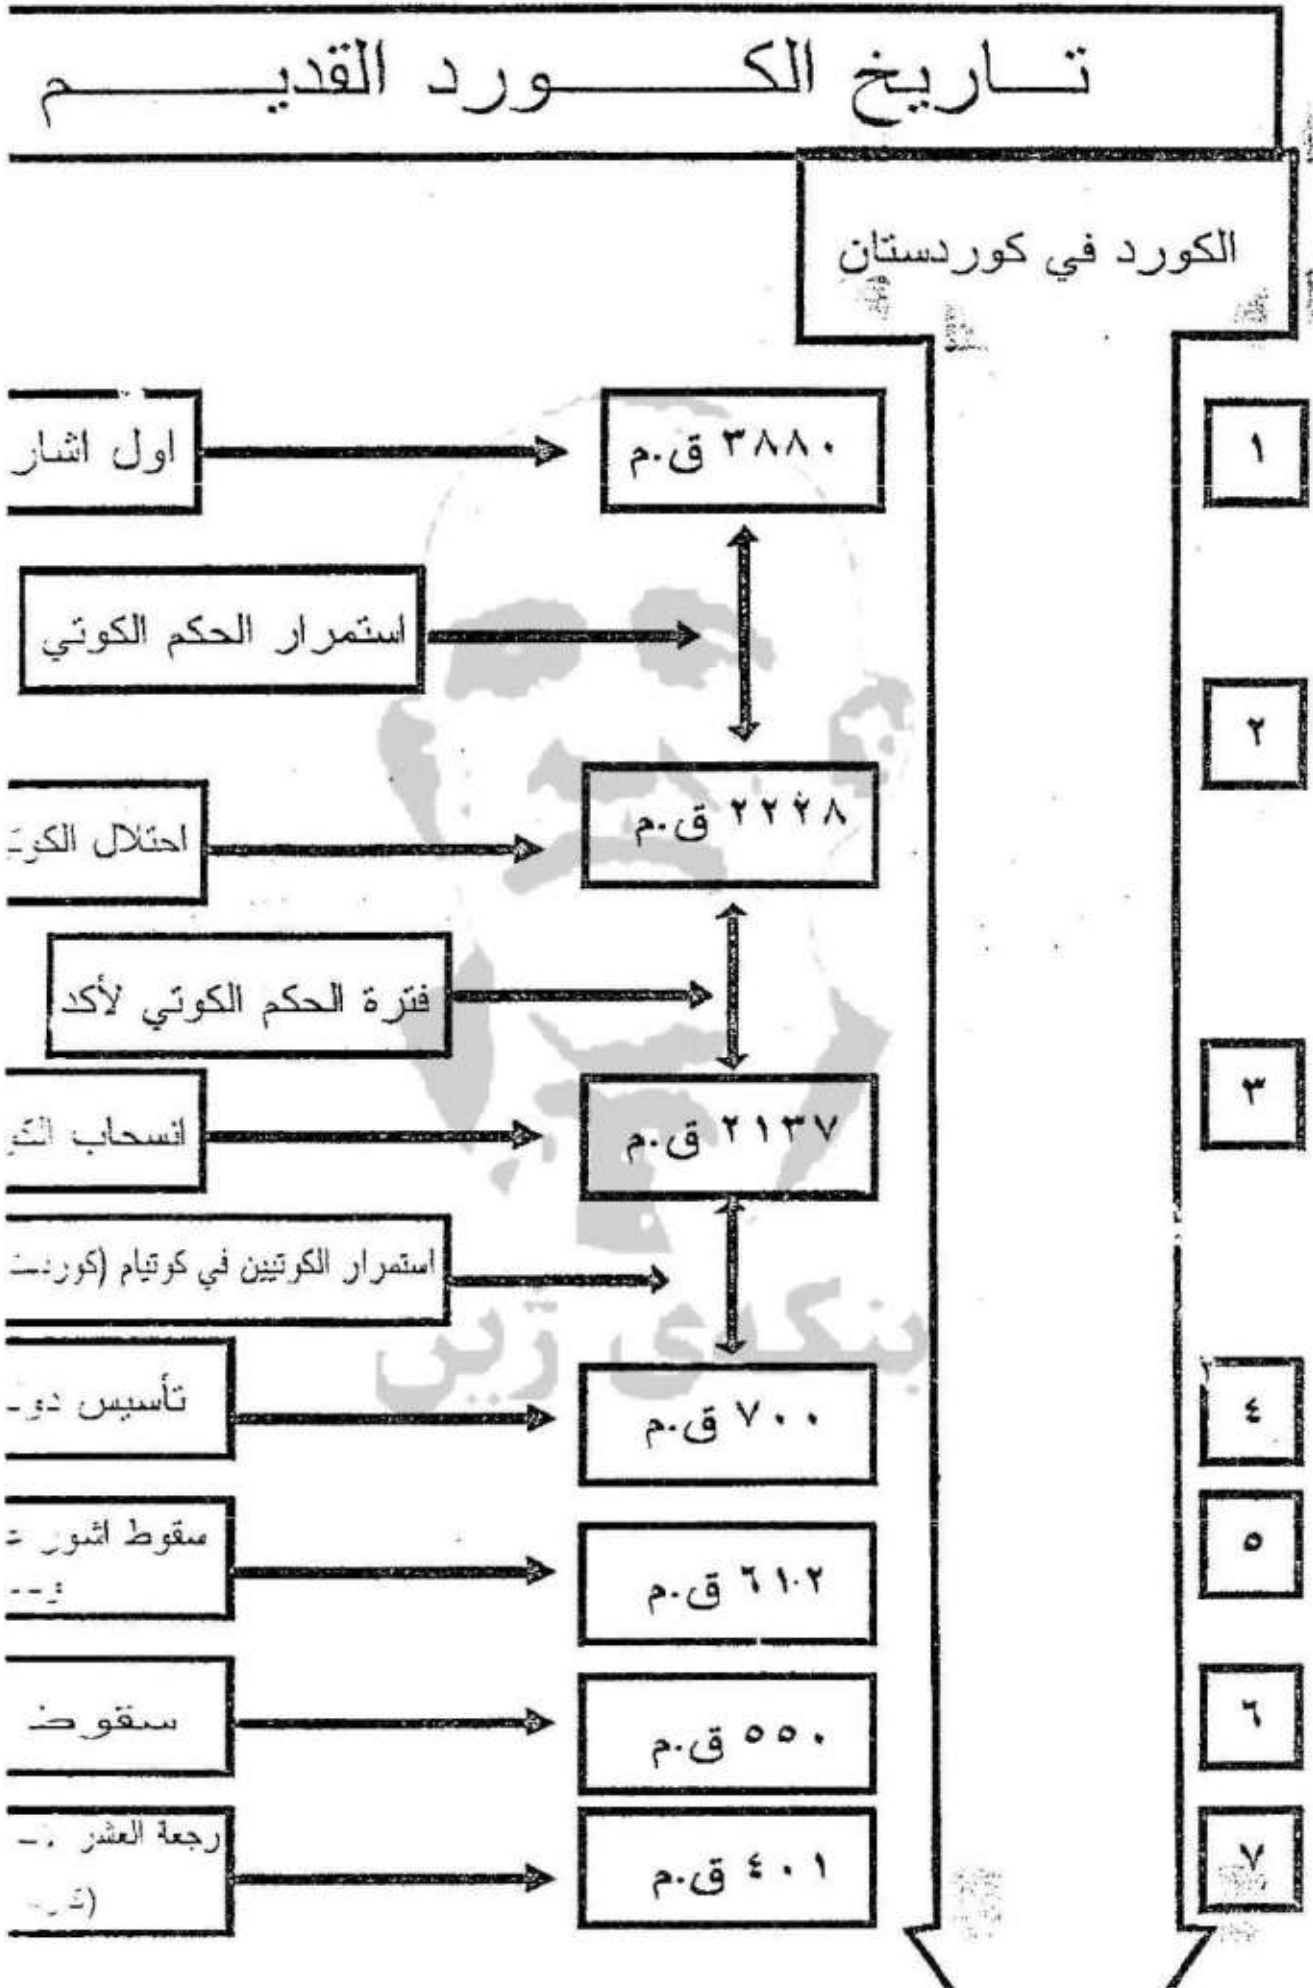 تاريخ الكورد القديم
الكورد في كوردستان
١
٣٨٨٠ ق.م
اول
استمرار الحكم الكوتي
٢
٢٢٢٨ ق.م
احتلال
فترة الحكم الكوتي لأكد
٣
٢١٣٧ ق.م
انسحاب
استمرار الكوتيين في كوتيام
٤
٧٠٠ ق.م
تأسيس
٥
٦١٠٢ ق.م
سقوط اشور
٦
٥٥٠ ق.م
٧
٤٠١ ق.م
رجعة العشر
بنكەى ژین